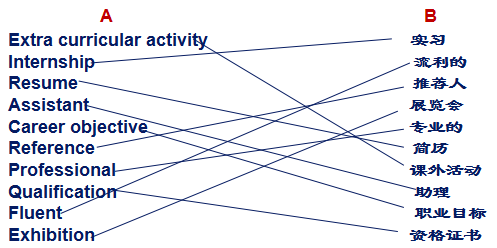 A B
Extra curricular activity 实习
Internship 流利的
Resume 推荐人
Assistant 展览会
Career objective 专业的
Reference 简历
Professional 课外活动
Qualification 助理
Fluent 职业目标
Exhibition 资格证书